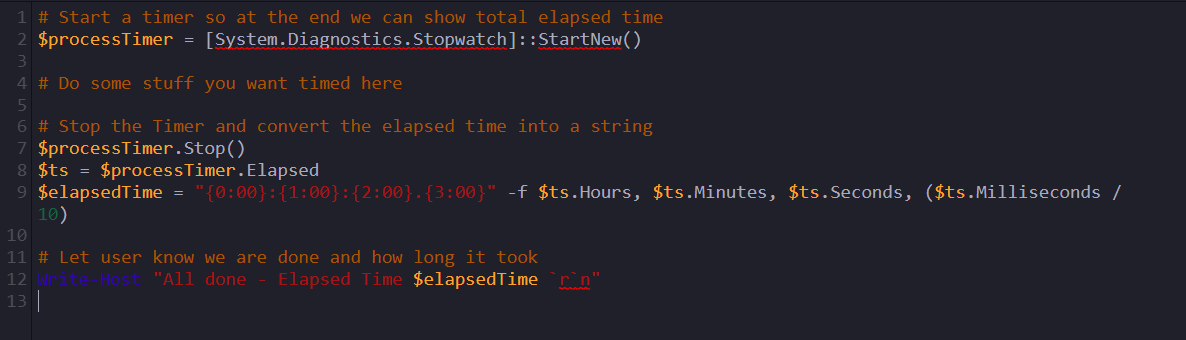 1 # Start a timer so at the end we can show total elapsed time
2 $processTimer = [System.Diagnostics.Stopwatch]::StartNew()
3
4 # Do some stuff you want timed here
5
6 # Stop the Timer and convert the elapsed time into a string
7 $processTimer.Stop()
8 $ts = $processTimer.Elapsed
9 $elapsedTime = "{0:00}:{1:00}:{2:00}.{3:00}" -f $ts.Hours, $ts.Minutes, $ts.Seconds, ($ts.Milliseconds /
10)
10
11 # Let user know we are done and how long it took
12 Write-Host "All done - Elapsed Time $elapsedTime `r`n"
13